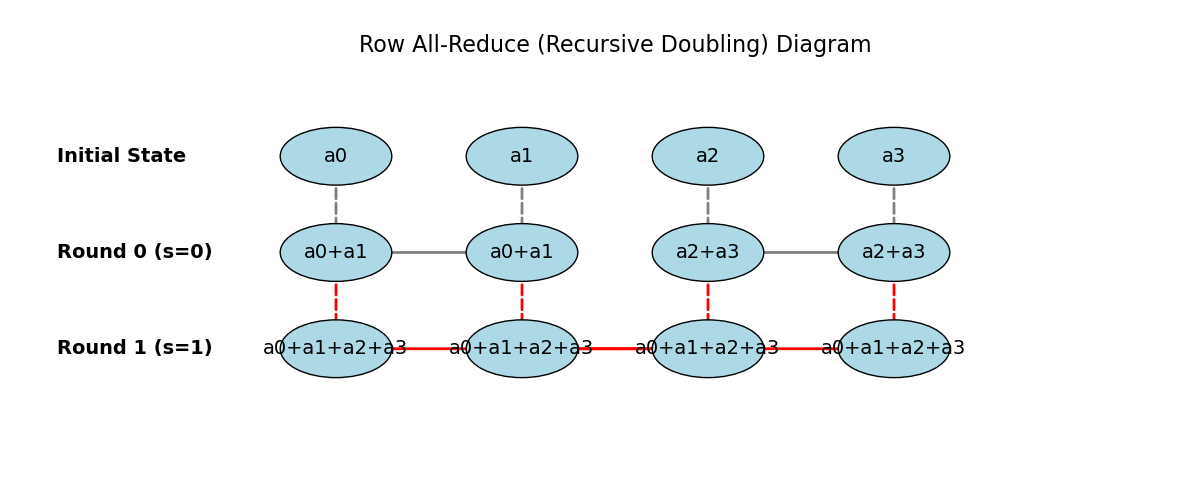 Row All-Reduce (Recursive Doubling) Diagram
Initial State a0 a1 a2 a3
Round 0 (s=0) a0+a1 a0+a1 a2+a3 a2+a3
Round 1 (s=1) a0+a1+a2+a3 a0+a1+a2+a3 a0+a1+a2+a3 a0+a1+a2+a3